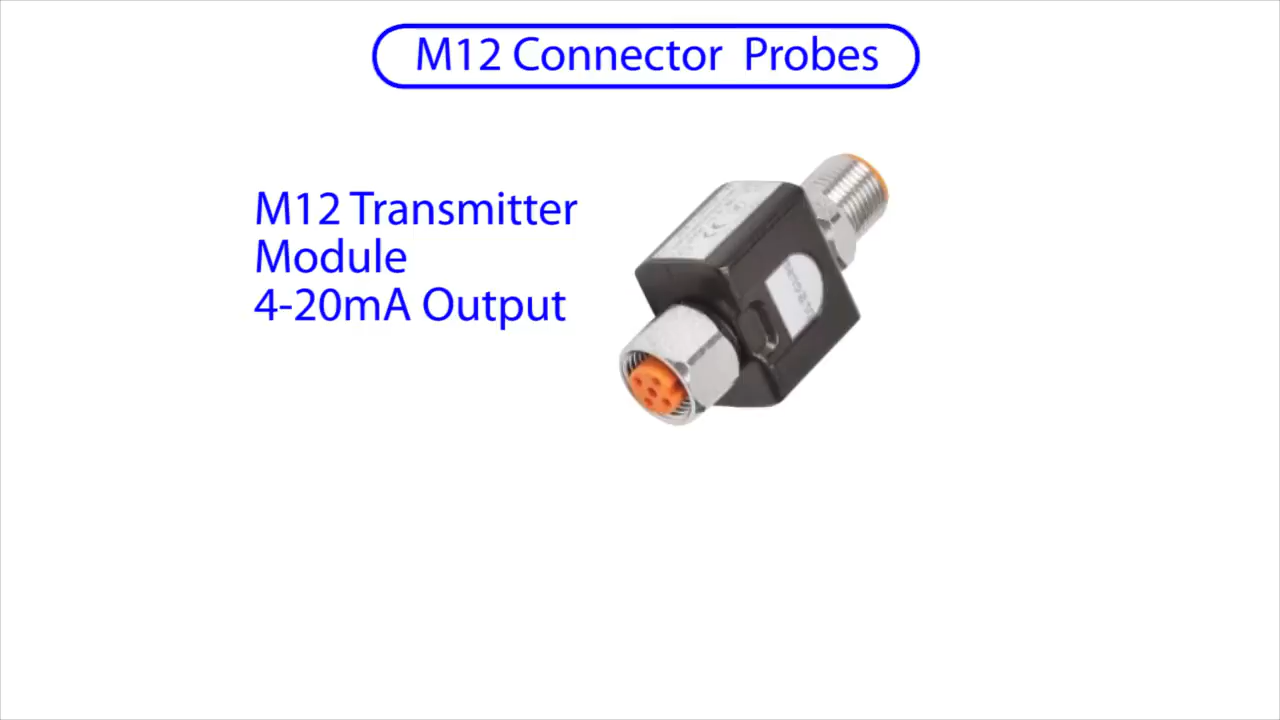 M12 Connector Probes
M12 Transmitter
Module
4-20mA Output